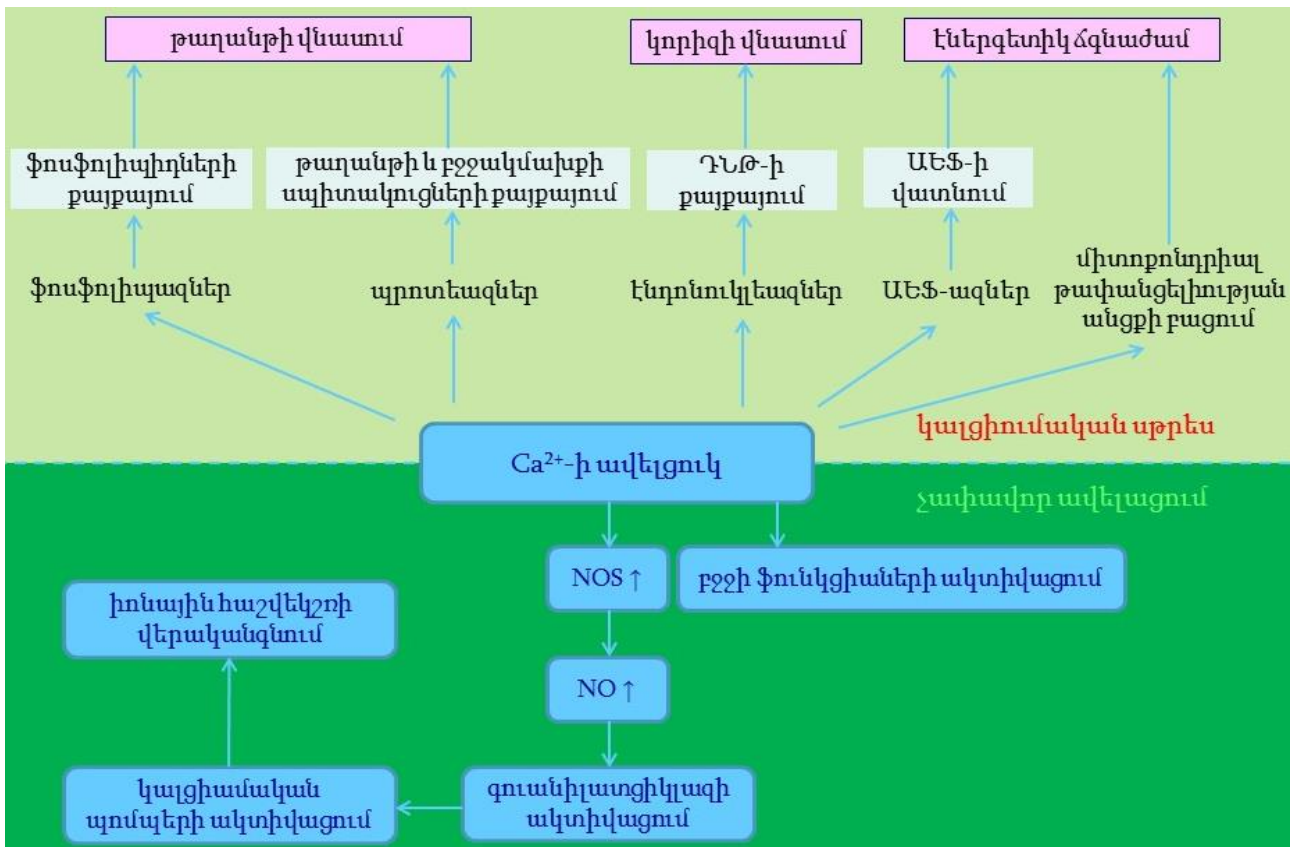 թաղանթի վնասում
կորիզի վնասում
էներգետիկ ճգնաժամ
ֆոսֆոլիպիդների
քայքայում
թաղանթի և բջջակմախքի
սպիտակուցների քայքայում
ԴՆԹ-ի
քայքայում
ԱԵՖ-ի
վատնում
ֆոսֆոլիպազներ
պրոտեազներ
էնդոնուկլեազներ
ԱԵՖ-ազներ
միտոքոնդրիալ
թափանցելիության
անցքի բացում
կալցիումական սթրես
Ca²⁺-ի ավելցուկ
չափավոր ավելացում
NOS ↑
բջջի ֆունկցիաների ակտիվացում
իոնային հաշվեկշռի
վերականգնում
NO ↑
կալցիամական
պոմպերի ակտիվացում
գուանիլատցիկլազի
ակտիվացում